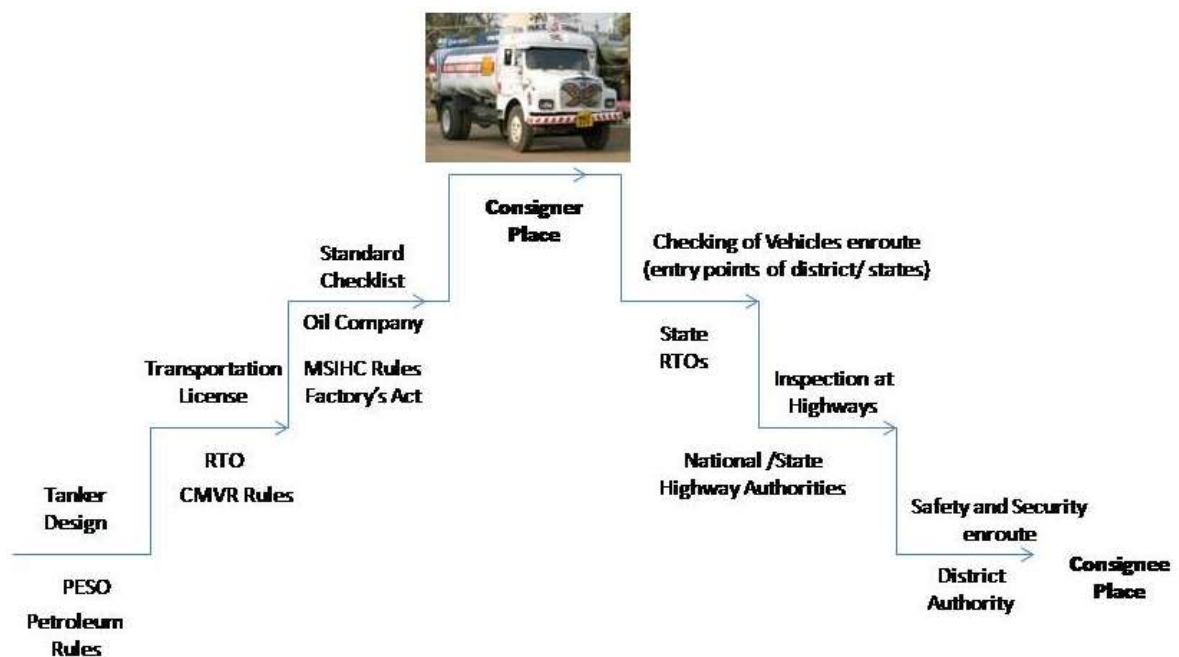 Consigner
Place
Standard
Checklist
Checking of Vehicles enroute
(entry points of district/ states)
Oil Company
Transportation
License
MSIHC Rules
Factory's Act
State
RTOs
Inspection at
Highways
RTO
CMVR Rules
National /State
Highway Authorities
Tanker
Design
Safety and Security
enroute
PESO
Petroleum
Rules
District
Authority
Consignee
Place